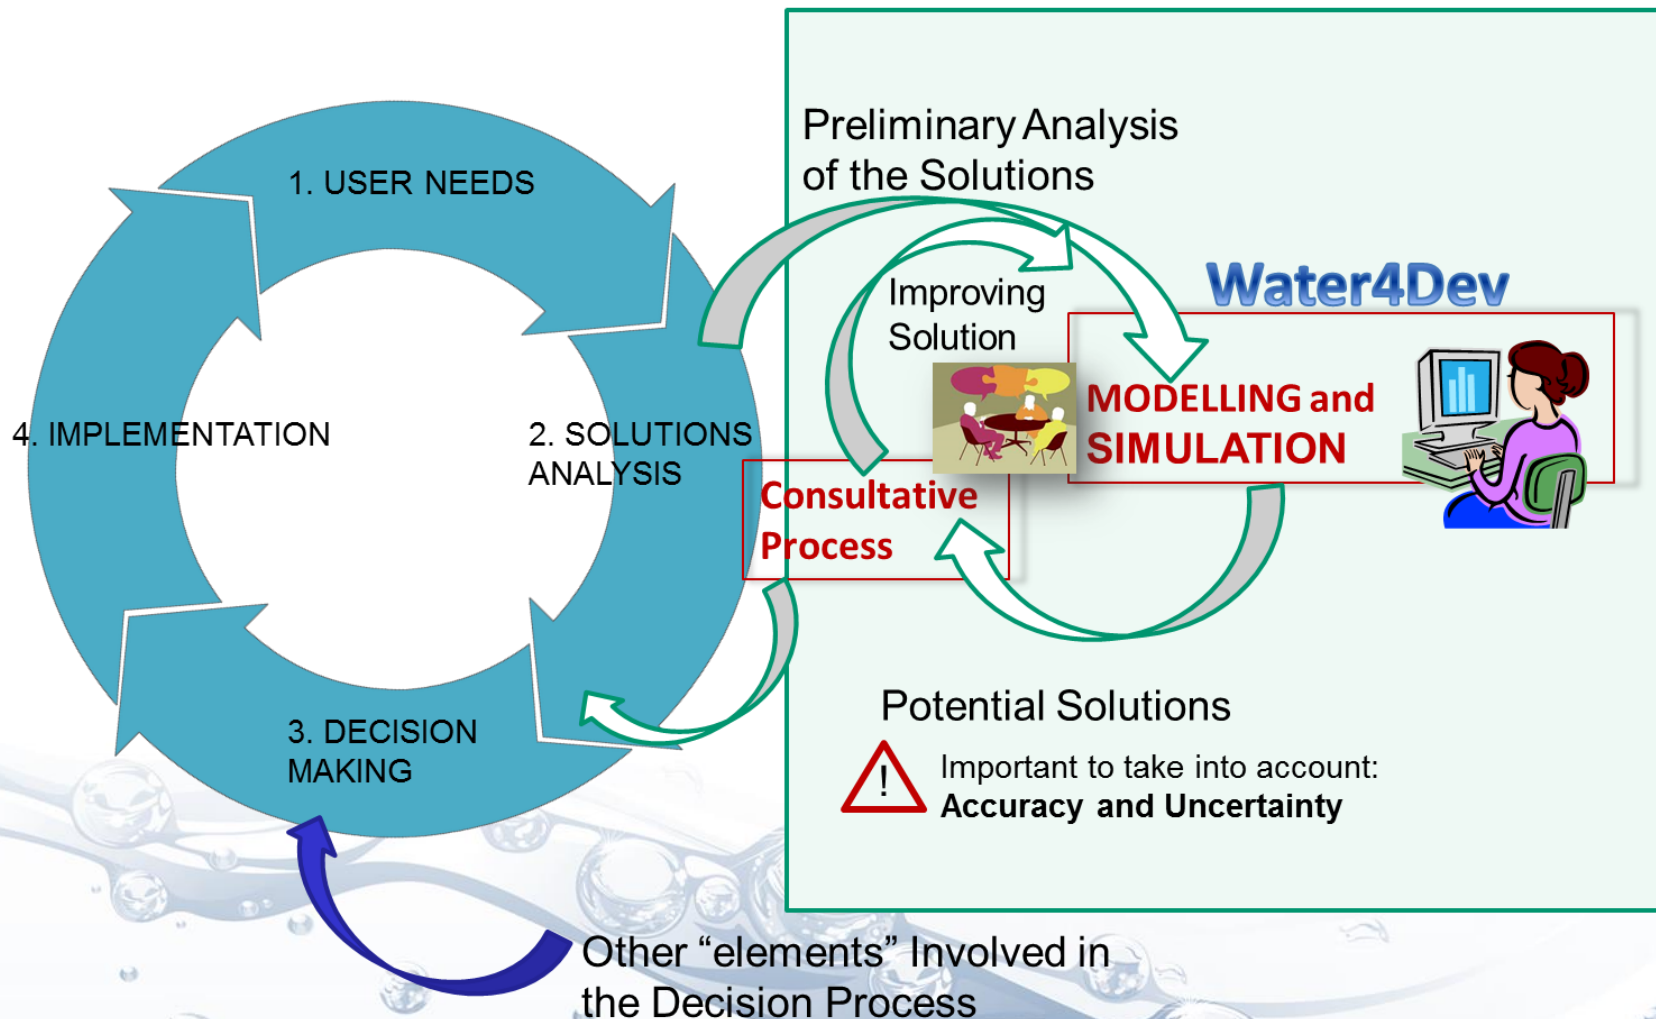 1. USER NEEDS
2. SOLUTIONS
ANALYSIS
3. DECISION
MAKING
4. IMPLEMENTATION
Preliminary Analysis
of the Solutions
Improving
Solution
Water4Dev
MODELLING and
SIMULATION
Consultative
Process
Potential Solutions
!
Important to take into account:
Accuracy and Uncertainty
Other “elements” Involved in
the Decision Process